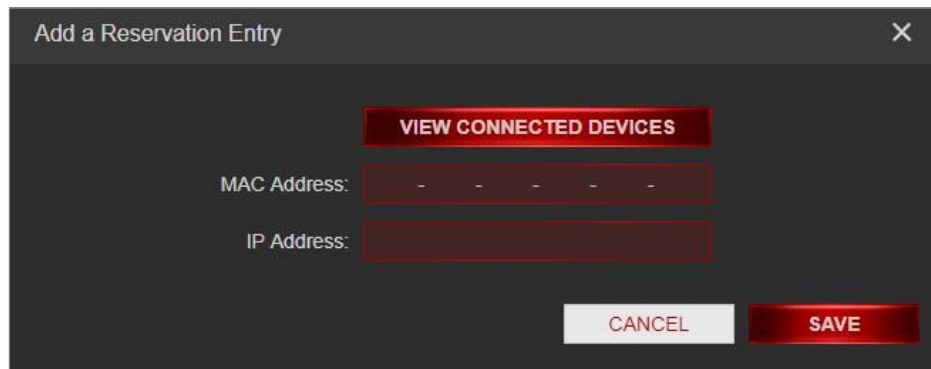 Add a Reservation Entry
VIEW CONNECTED DEVICES
MAC Address: - - - - -
IP Address:
CANCEL SAVE